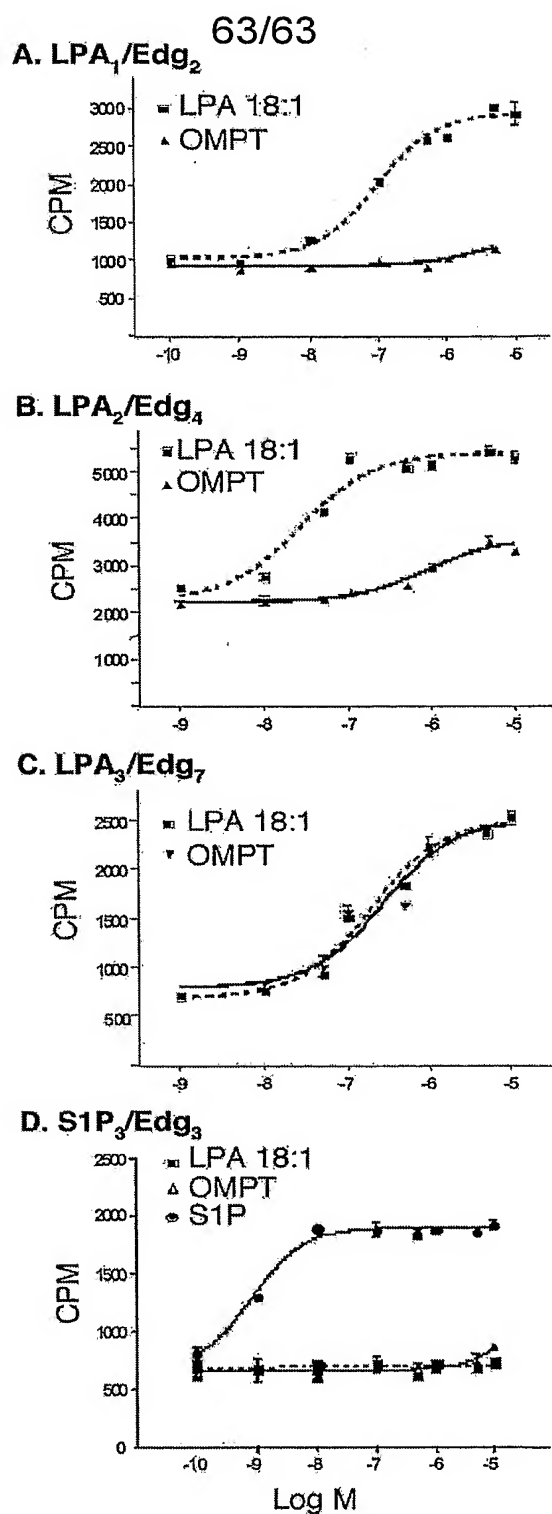 63/63
A. LPA₁/Edg₂
LPA 18:1
OMPT
CPM
3000
2500
2000
1500
1000
500
-10 -9 -8 -7 -6 -5
B. LPA₂/Edg₄
LPA 18:1
OMPT
CPM
5000
4000
3000
2000
1000
-9 -8 -7 -6 -5
C. LPA₃/Edg₇
LPA 18:1
OMPT
CPM
2500
2000
1500
1000
500
-9 -8 -7 -6 -5
D. S1P₃/Edg₃
LPA 18:1
OMPT
S1P
CPM
2500
2000
1500
1000
500
0
-10 -9 -8 -7 -6 -5
Log M